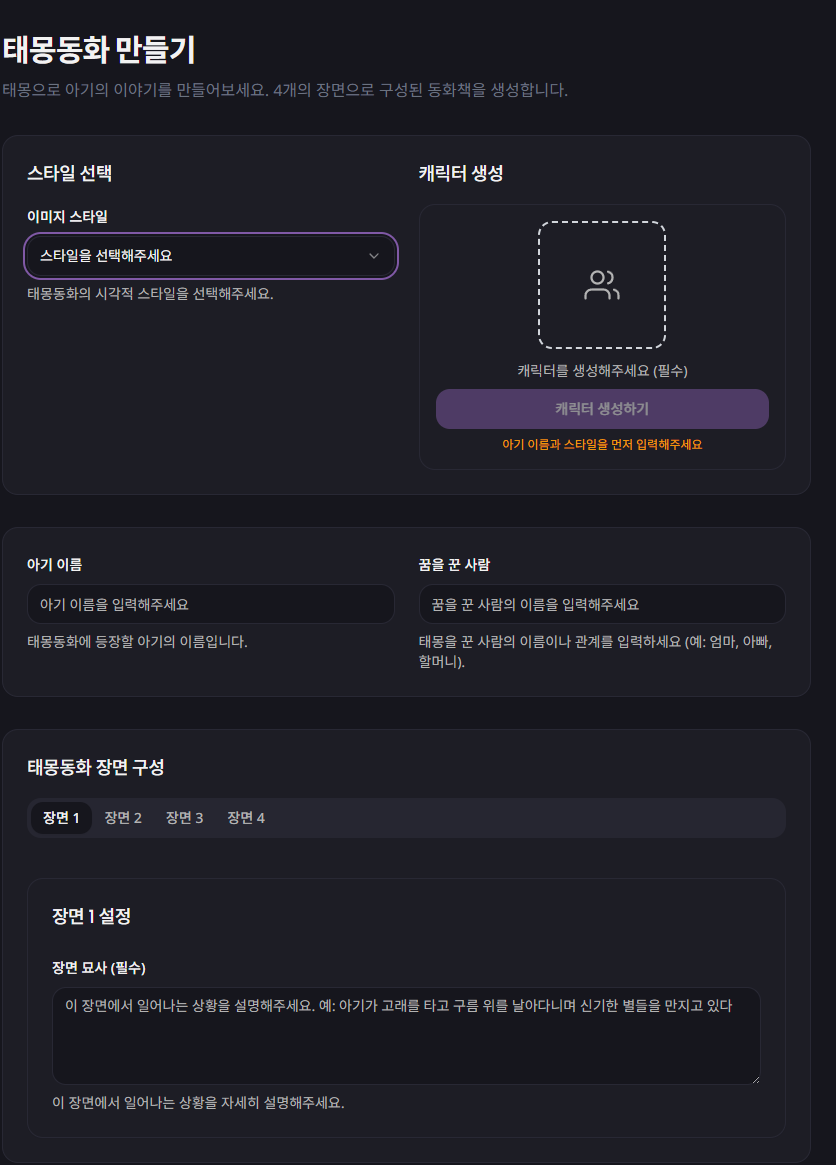 태몽동화 만들기
태몽으로 아기의 이야기를 만들어보세요. 4개의 장면으로 구성된 동화책을 생성합니다.
스타일 선택
이미지 스타일
스타일을 선택해주세요
태몽동화의 시각적 스타일을 선택해주세요.
캐릭터 생성
캐릭터를 생성해주세요 (필수)
캐릭터 생성하기
아기 이름과 스타일을 먼저 입력해주세요
아기 이름
아기 이름을 입력해주세요
태몽동화에 등장할 아기의 이름입니다.
꿈을 꾼 사람
꿈을 꾼 사람의 이름을 입력해주세요
태몽을 꾼 사람의 이름이나 관계를 입력하세요 (예: 엄마, 아빠,
할머니).
태몽동화 장면 구성
장면 1 장면 2 장면 3 장면 4
장면 1 설정
장면 묘사 (필수)
이 장면에서 일어나는 상황을 설명해주세요. 예: 아기가 고래를 타고 구름 위를 날아다니며 신기한 별들을 만지고 있다
이 장면에서 일어나는 상황을 자세히 설명해주세요.